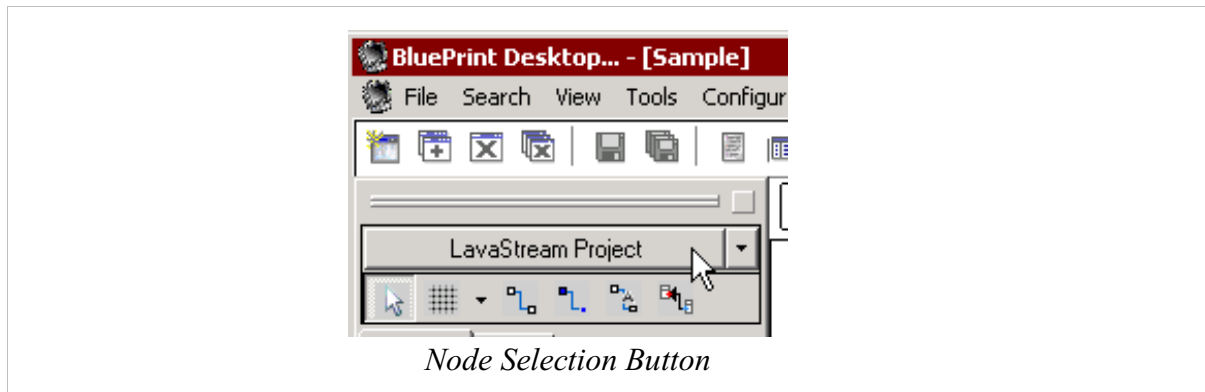 BluePrint Desktop... - [Sample]
File Search View Tools Configur
LavaStream Project
Node Selection Button